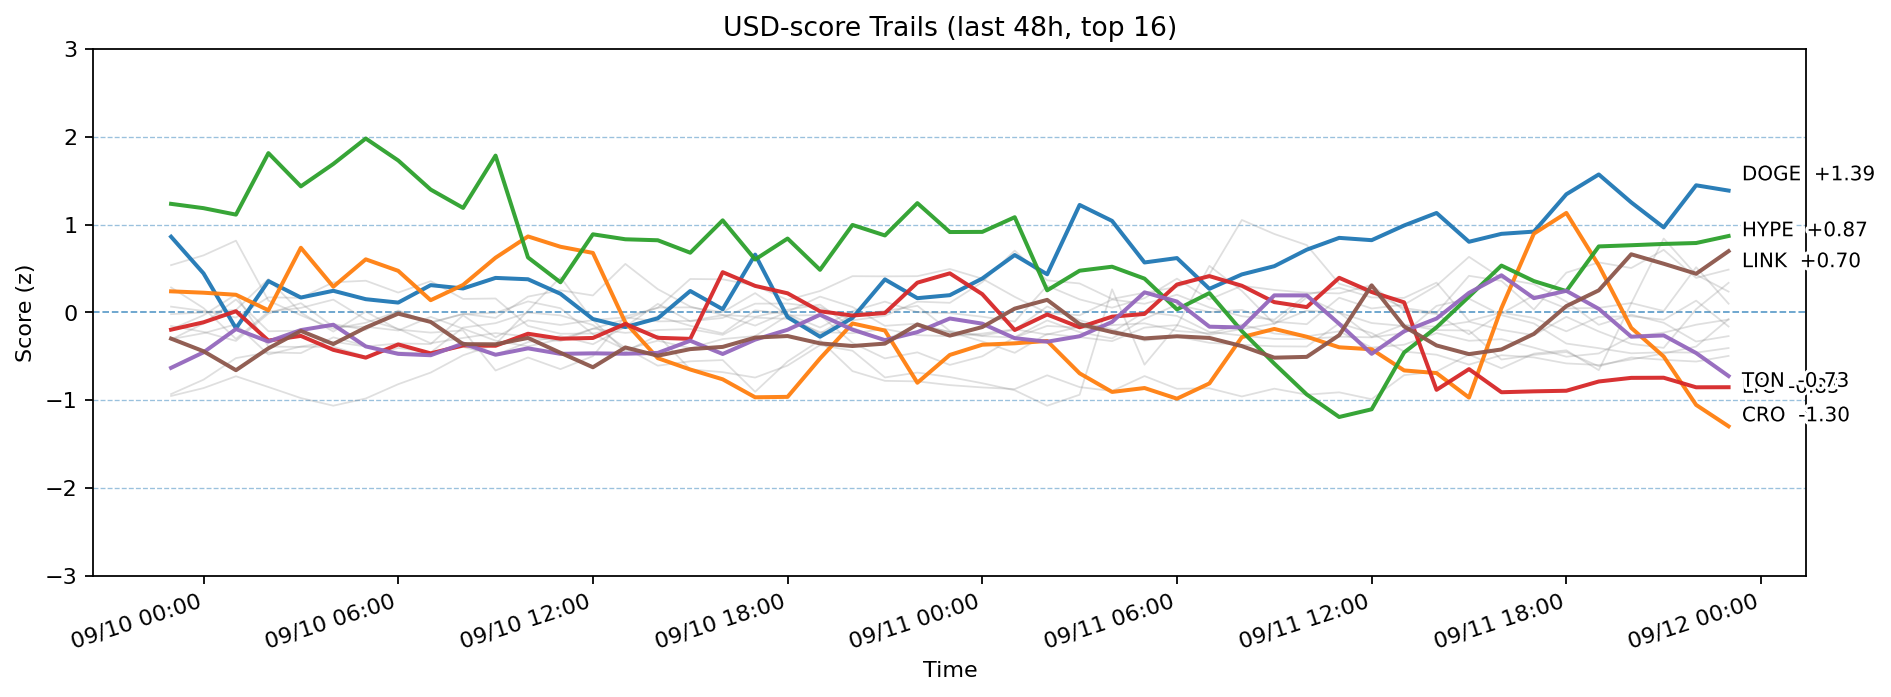 USD-score Trails (last 48h, top 16)
Score (z)
3
2
1
0
−1
−2
−3
DOGE +1.39
HYPE +0.87
LINK +0.70
TON -0.73
CRO -1.30
09/10 00:00
09/10 06:00
09/10 12:00
09/10 18:00
09/11 00:00
09/11 06:00
09/11 12:00
09/11 18:00
09/12 00:00
Time